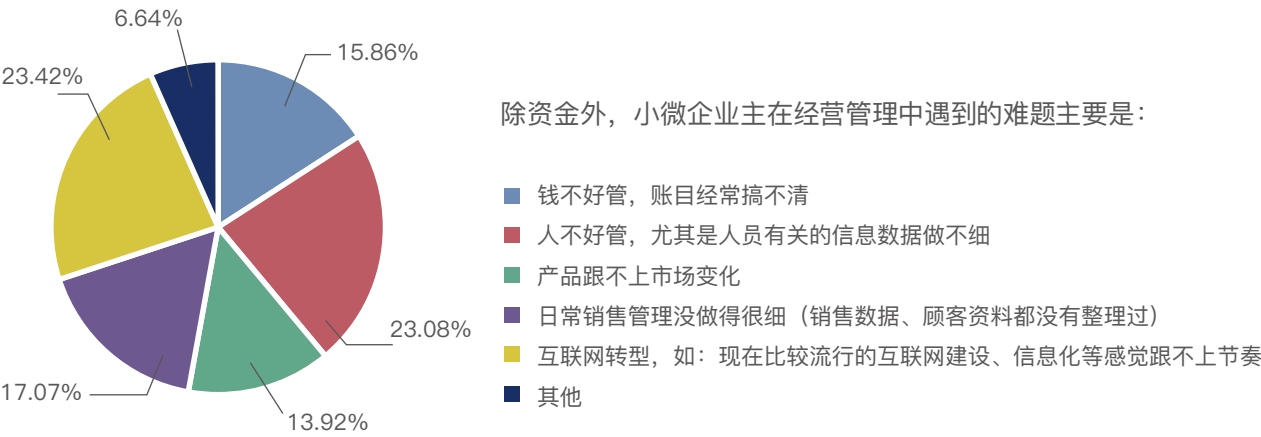 6.64%
15.86%
23.42%
23.08%
17.07%
13.92%
除资金外，小微企业主在经营管理中遇到的难题主要是：
钱不好管，账目经常搞不清
人不好管，尤其是人员有关的信息数据做不细
产品跟不上市场变化
日常销售管理没做得很细（销售数据、顾客资料都没有整理过）
互联网转型，如：现在比较流行的互联网建设、信息化等感觉跟不上节奏
其他